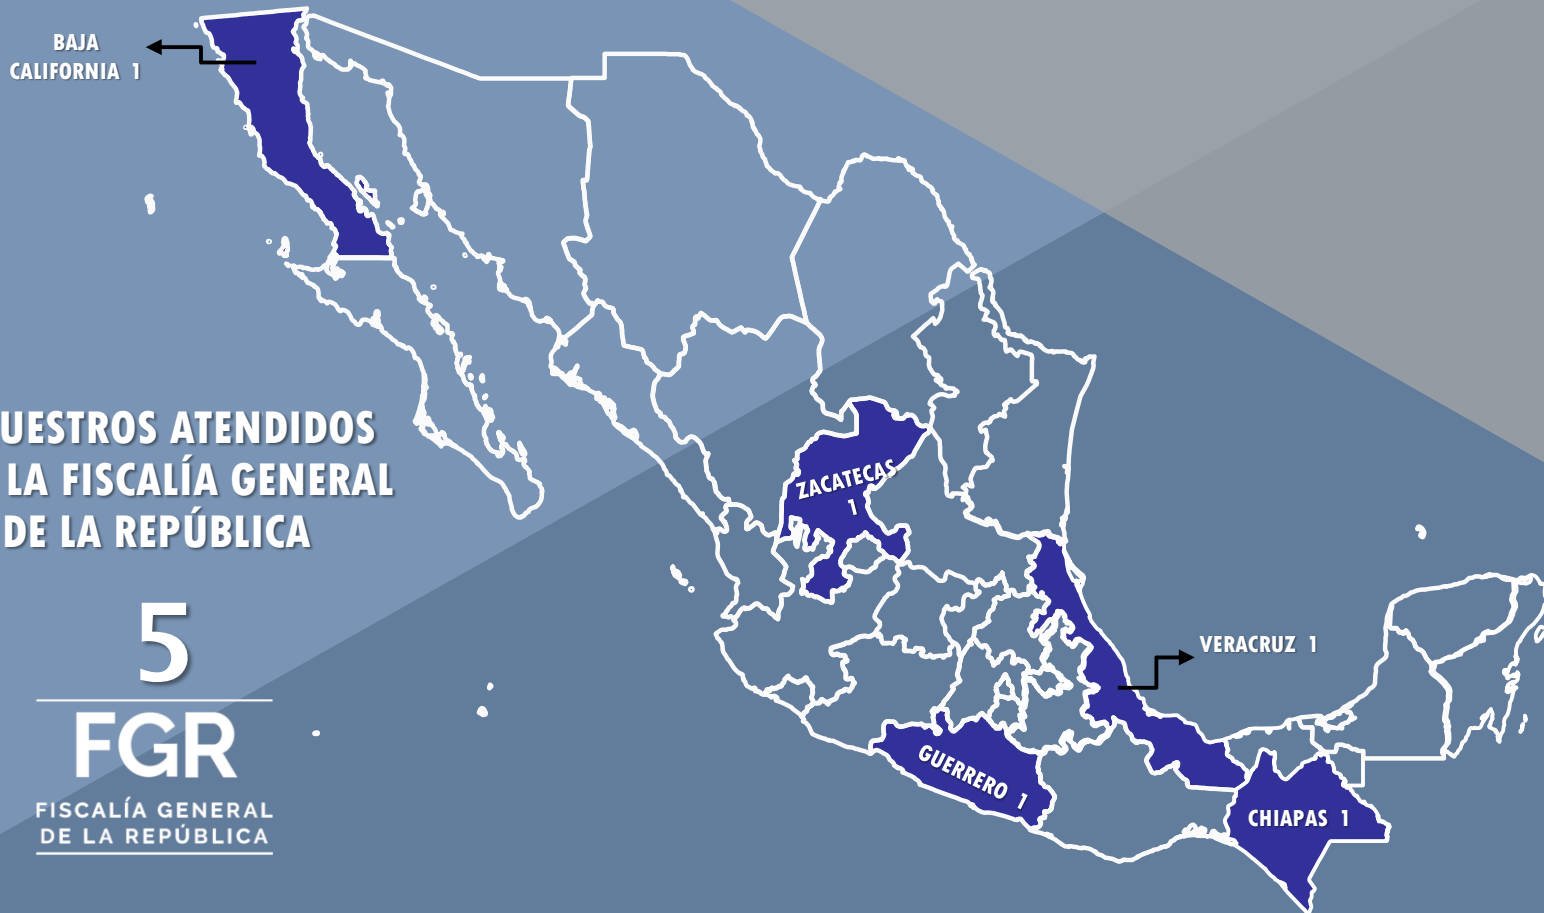 BAJA
CALIFORNIA 1
UESTROS ATENDIDOS
LA FISCALÍA GENERAL
DE LA REPÚBLICA
5
FGR
FISCALÍA GENERAL
DE LA REPÚBLICA
ZACATECAS
1
VERACRUZ 1
GUERRERO 1
CHIAPAS 1